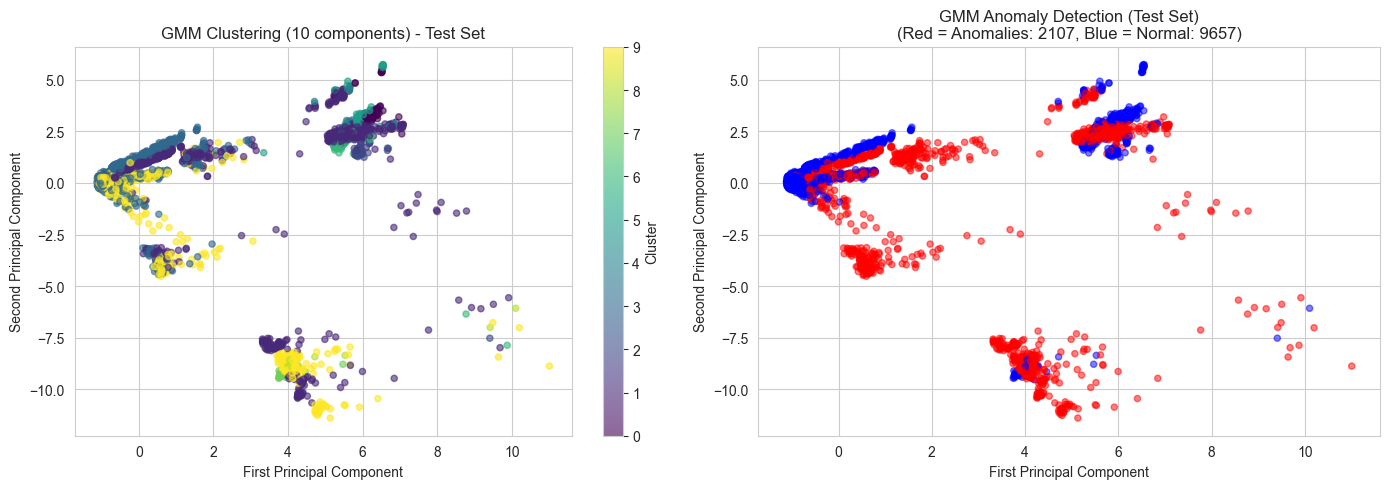 GMM Clustering (10 components) - Test Set
5.0
2.5
0.0
−2.5
−5.0
−7.5
−10.0
Second Principal Component
0 2 4 6 8 10
First Principal Component
9
8
7
6
5
4
3
2
1
0
Cluster
GMM Anomaly Detection (Test Set)
(Red = Anomalies: 2107, Blue = Normal: 9657)
5.0
2.5
0.0
−2.5
−5.0
−7.5
−10.0
Second Principal Component
0 2 4 6 8 10
First Principal Component